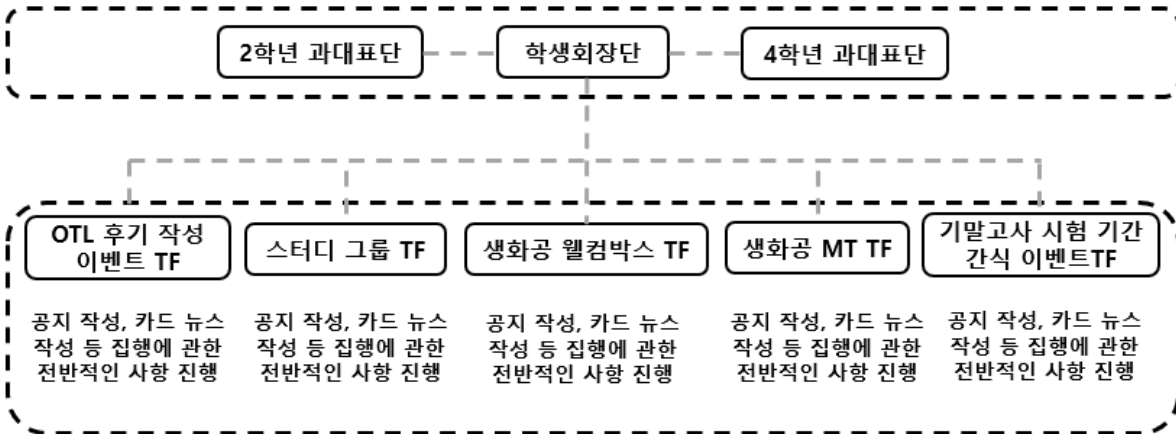 2학년 과대표단
학생회장단
4학년 과대표단
OTL 후기 작성
이벤트 TF
스터디 그룹 TF
생화공 웰컴박스 TF
생화공 MT TF
기말고사 시험 기간
간식 이벤트TF
공지 작성, 카드 뉴스
작성 등 집행에 관한
전반적인 사항 진행
공지 작성, 카드 뉴스
작성 등 집행에 관한
전반적인 사항 진행
공지 작성, 카드 뉴스
작성 등 집행에 관한
전반적인 사항 진행
공지 작성, 카드 뉴스
작성 등 집행에 관한
전반적인 사항 진행
공지 작성, 카드 뉴스
작성 등 집행에 관한
전반적인 사항 진행